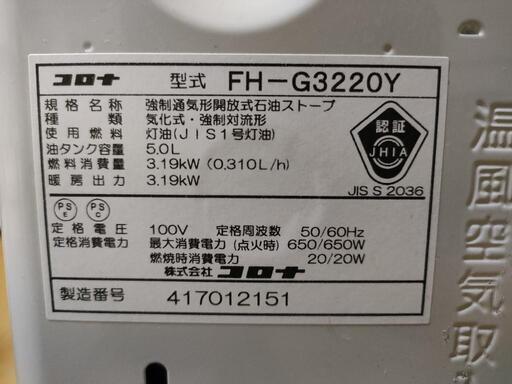 コロナ 型式 FH-G3220Y
規格名称 強制通気形開放式石油ストーブ
種類 気化式・強制対流形
使用燃料 灯油(JIS1号灯油)
油タンク容量 5.0L
燃料消費量 3.19kW (0.310L/h)
暖房出力 3.19kW
認証
JHIA
JIS S 2036
PS E PS C
定格電圧 100V 定格周波数 50/60Hz
定格消費電力 最大消費電力(点火時) 650/650W
燃焼時消費電力 20/20W
株式会社 コロナ
製造番号 417012151
温風空気取